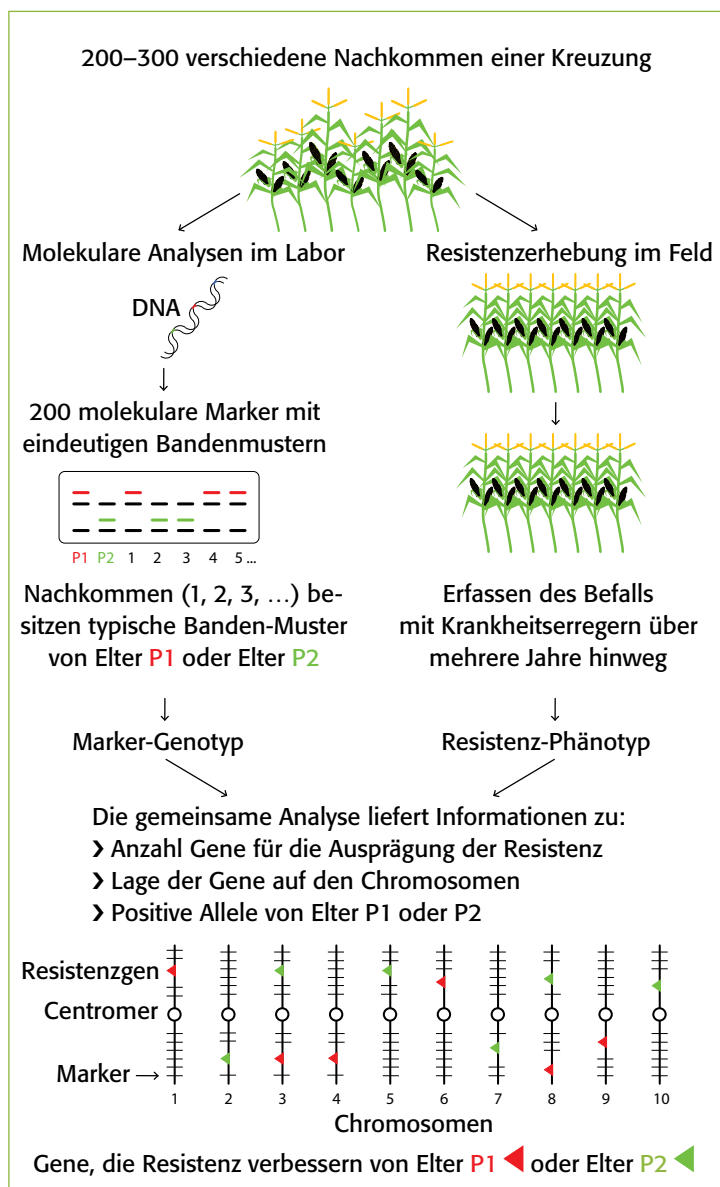 200–300 verschiedene Nachkommen einer Kreuzung
Molekulare Analysen im Labor
DNA
200 molekulare Marker mit
eindeutigen Bandenmustern
P1 P2 1 2 3 4 5 ...
Nachkommen (1, 2, 3, …) be-
sitzen typische Banden-Muster
von Elter P1 oder Elter P2
Marker-Genotyp
Resistenzerhebung im Feld
Erfassen des Befalls
mit Krankheitserregern über
mehrere Jahre hinweg
Resistenz-Phänotyp
Die gemeinsame Analyse liefert Informationen zu:
❯ Anzahl Gene für die Ausprägung der Resistenz
❯ Lage der Gene auf den Chromosomen
❯ Positive Allele von Elter P1 oder P2
Resistenzgen
Centromer
Marker
1 2 3 4 5 6 7 8 9 10
Chromosomen
Gene, die Resistenz verbessern von Elter P1 oder Elter P2